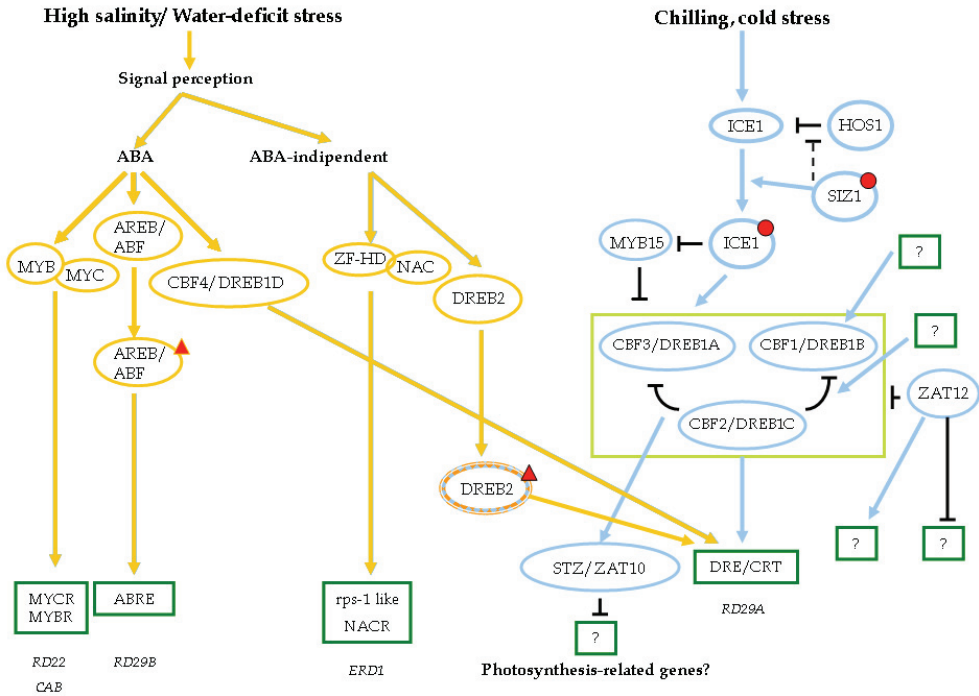 High salinity/ Water-deficit stress
Chilling, cold stress
Signal perception
ABA
ABA-indipendent
ICE1
HOS1
SIZ1
AREB/
ABF
MYB
MYC
CBF4/DREB1D
ZF-HD
NAC
DREB2
MYB15
ICE1
?
AREB/
ABF
CBF3/DREB1A
CBF1/DREB1B
?
ZAT12
CBF2/DREB1C
DREB2
STZ/ZAT10
DRE/CRT
?
?
MYCR
MYBR
ABRE
rps-1 like
NACR
RD29A
?
RD22
CAB
RD29B
ERD1
Photosynthesis-related genes?